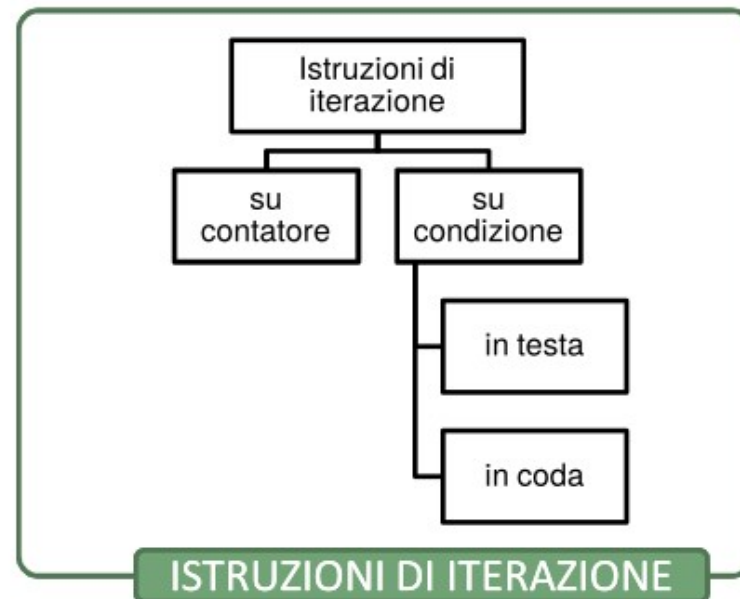 Istruzioni di
iterazione
su
contatore
su
condizione
in testa
in coda
ISTRUZIONI DI ITERAZIONE